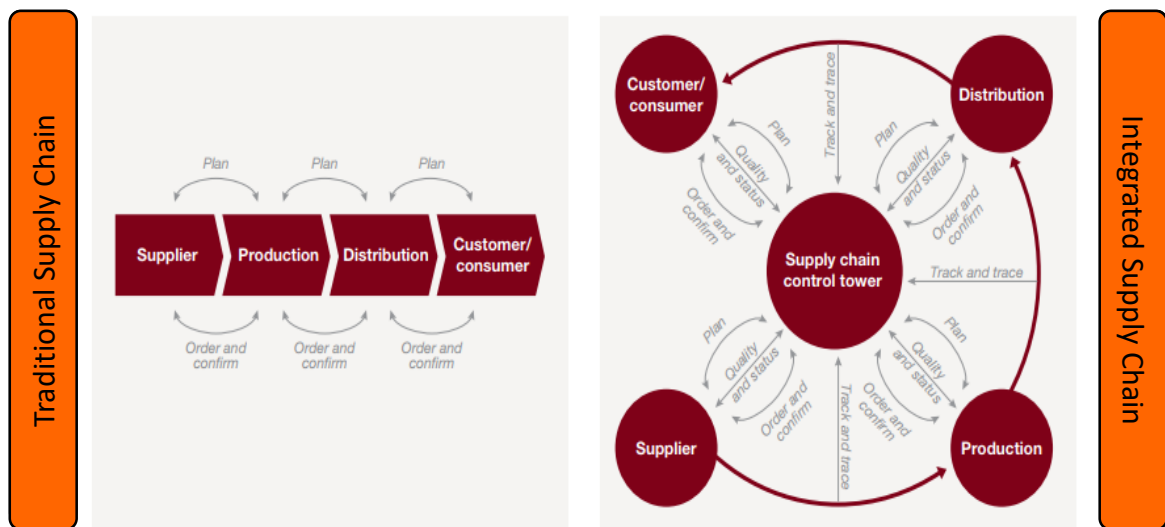 Traditional Supply Chain
Plan
Plan
Plan
Supplier
Production
Distribution
Customer/
consumer
Order and
confirm
Order and
confirm
Order and
confirm
Customer/
consumer
Distribution
Track and trace
Plan
Quality
and status
Order and
confirm
Plan
Quality
and status
Order and
confirm
Supply chain
control tower
Track and trace
Plan
Quality
and status
Order and
confirm
Track and trace
Plan
Quality
and status
Order and
confirm
Supplier
Production
Integrated Supply Chain